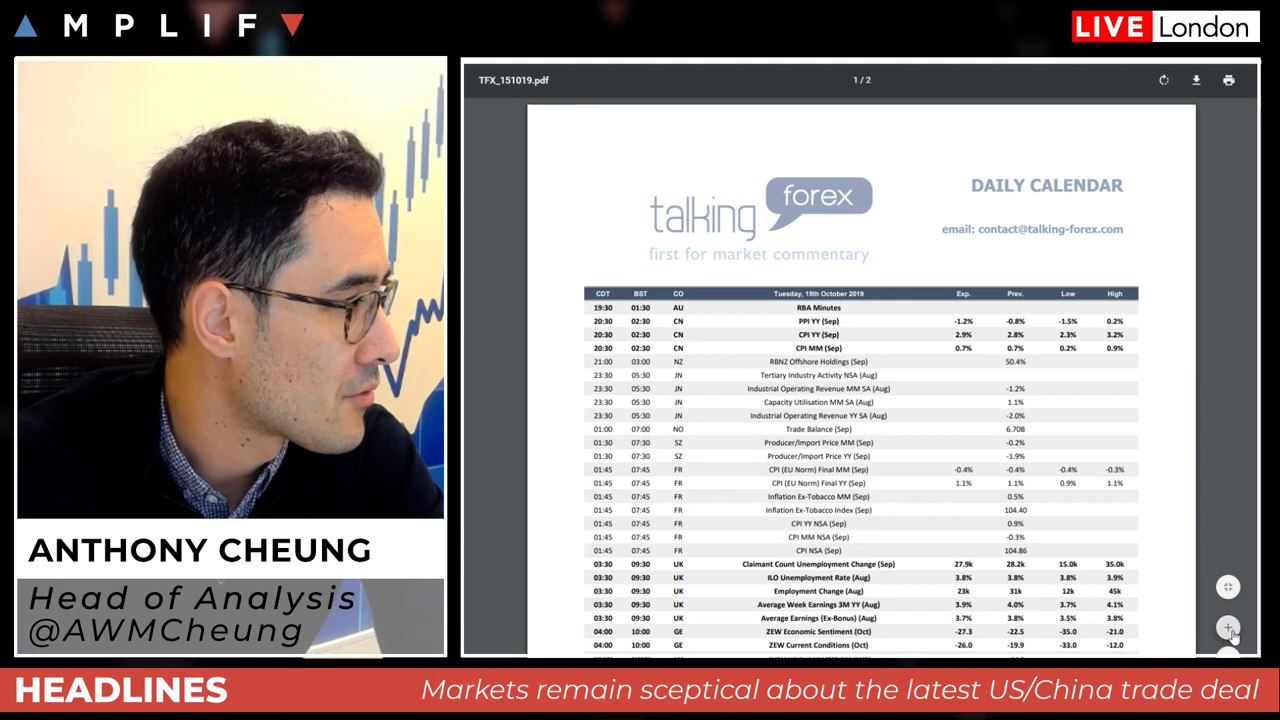 ▲ MPLIF▼
LIVE London
TFX_151019.pdf 1 / 2
talking forex
first for market commentary
DAILY CALENDAR
email: contact@talking-forex.com
CDT BST CO Tuesday, 15th October 2019 Exp. Prev. Low High
19:30 01:30 AU RBA Minutes
20:30 02:30 CN PPI YY (Sep) -1.2% -0.8% -1.5% 0.2%
20:30 02:30 CN CPI YY (Sep) 2.9% 2.8% 2.3% 3.2%
20:30 02:30 CN CPI MM (Sep) 0.7% 0.7% 0.2% 0.9%
21:00 03:00 NZ RBNZ Offshore Holdings (Sep) 50.4%
23:30 05:30 JN Tertiary Industry Activity NSA (Aug)
23:30 05:30 JN Industrial Operating Revenue MM SA (Aug) -1.2%
23:30 05:30 JN Capacity Utilisation MM SA (Aug) 1.1%
23:30 05:30 JN Industrial Operating Revenue YY SA (Aug) -2.0%
01:00 07:00 NO Trade Balance (Sep) 6.70B
01:30 07:30 SZ Producer/Import Price MM (Sep) -0.2%
01:30 07:30 SZ Producer/Import Price YY (Sep) -1.9%
01:45 07:45 FR CPI (EU Norm) Final MM (Sep) -0.4% -0.4% -0.4% -0.3%
01:45 07:45 FR CPI (EU Norm) Final YY (Sep) 1.1% 1.1% 0.9% 1.1%
01:45 07:45 FR Inflation Ex-Tobacco MM (Sep) 0.5%
01:45 07:45 FR Inflation Ex-Tobacco Index (Sep) 104.40
01:45 07:45 FR CPI YY NSA (Sep) 0.9%
01:45 07:45 FR CPI MM NSA (Sep) -0.3%
01:45 07:45 FR CPI NSA (Sep) 104.86
03:30 09:30 UK Claimant Count Unemployment Change (Sep) 27.9k 28.2k 15.0k 35.0k
03:30 09:30 UK ILO Unemployment Rate (Aug) 3.8% 3.8% 3.8% 3.9%
03:30 09:30 UK Employment Change (Aug) 23k 31k 12k 45k
03:30 09:30 UK Average Week Earnings 3M YY (Aug) 3.9% 4.0% 3.7% 4.1%
03:30 09:30 UK Average Earnings (Ex-Bonus) (Aug) 3.7% 3.8% 3.5% 3.8%
04:00 10:00 GE ZEW Economic Sentiment (Oct) -27.3 -22.5 -35.0 -21.0
04:00 10:00 GE ZEW Current Conditions (Oct) -26.0 -19.9 -33.0 -12.0
ANTHONY CHEUNG
Head of Analysis
@AWMCheung
HEADLINES Markets remain sceptical about the latest US/China trade deal